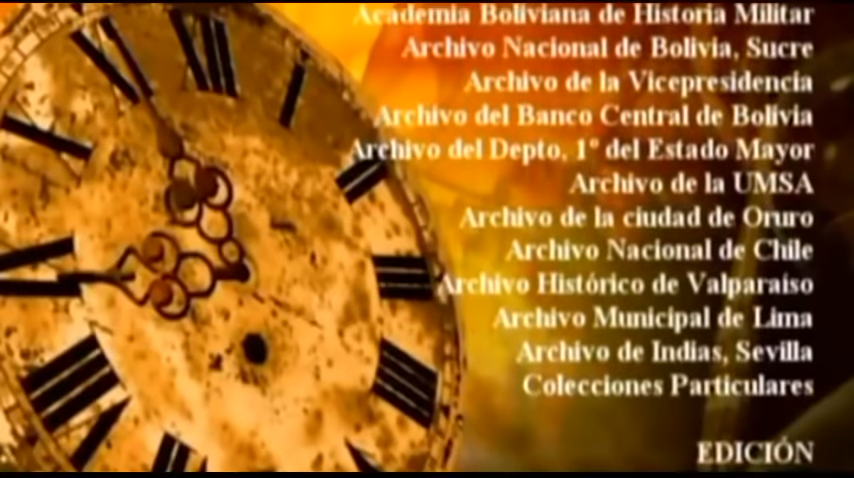 Academia Boliviana de Historia Militar
Archivo Nacional de Bolivia, Sucre
Archivo de la Vicepresidencia
Archivo del Banco Central de Bolivia
Archivo del Depto. 1º del Estado Mayor
Archivo de la UMSA
Archivo de la ciudad de Oruro
Archivo Nacional de Chile
Archivo Histórico de Valparaíso
Archivo Municipal de Lima
Archivo de Indias, Sevilla
Colecciones Particulares
EDICIÓN